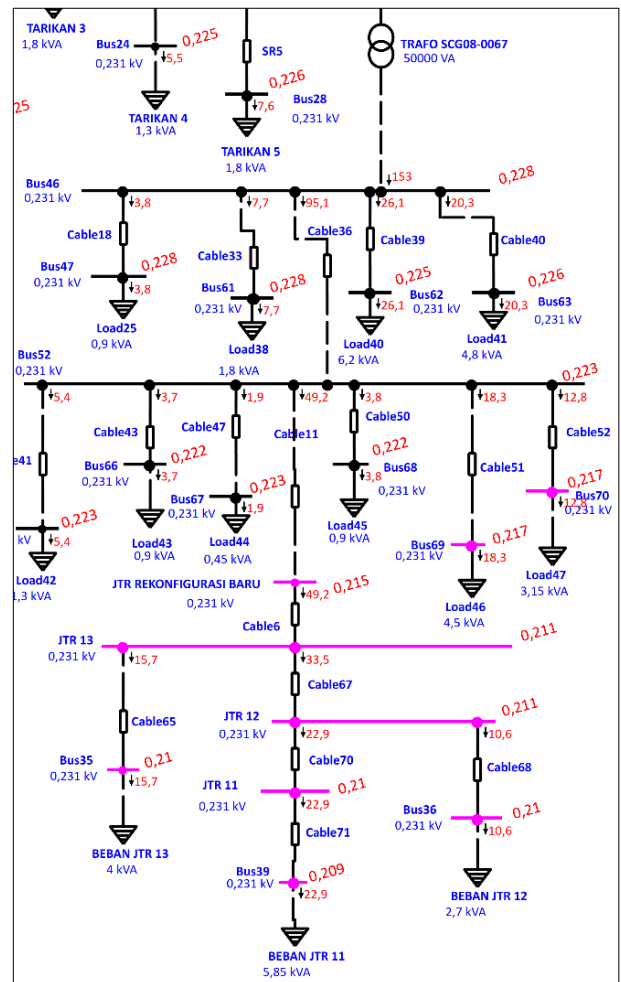 TARIKAN 3
1,8 kVA
Bus24
0,225
0,231 kV
5,5
TARIKAN 4
1,3 kVA
SR5
0,226
7,6
Bus28
0,231 kV
TARIKAN 5
1,8 kVA
TRAFO SCG08-0067
50000 VA
25
153
0,228
Bus46
0,231 kV
3,8
7,7
95,1
26,1
20,3
Cable18
Cable33
Cable36
Cable39
Cable40
Bus47
0,228
0,231 kV
3,8
Load25
0,9 kVA
Bus61
0,228
0,231 kV
7,7
Load38
1,8 kVA
0,225
Bus62
0,231 kV
26,1
Load40
6,2 kVA
0,226
Bus63
0,231 kV
20,3
Load41
4,8 kVA
Bus52
0,231 kV
0,223
5,4
3,7
1,9
49,2
3,8
18,3
12,8
e41
Cable43
Cable47
Cable11
Cable50
Cable51
Cable52
0,223
kV
5,4
Load42
1,3 kVA
Bus66
0,222
0,231 kV
3,7
Load43
0,9 kVA
Bus67
0,223
0,231 kV
1,9
Load44
0,45 kVA
0,222
Bus68
0,231 kV
3,8
Load45
0,9 kVA
Bus69
0,217
0,231 kV
18,3
Load46
4,5 kVA
0,217
Bus70
12,8
0,231 kV
Load47
3,15 kVA
JTR REKONFIGURASI BARU
0,215
0,231 kV
49,2
Cable6
JTR 13
0,211
0,231 kV
15,7
33,5
Cable65
Cable67
Bus35
0,21
0,231 kV
15,7
BEBAN JTR 13
4 kVA
JTR 12
0,211
0,231 kV
22,9
10,6
Cable70
Cable68
JTR 11
0,21
0,231 kV
22,9
Bus36
0,21
0,231 kV
10,6
BEBAN JTR 12
2,7 kVA
Cable71
Bus39
0,209
0,231 kV
22,9
BEBAN JTR 11
5,85 kVA